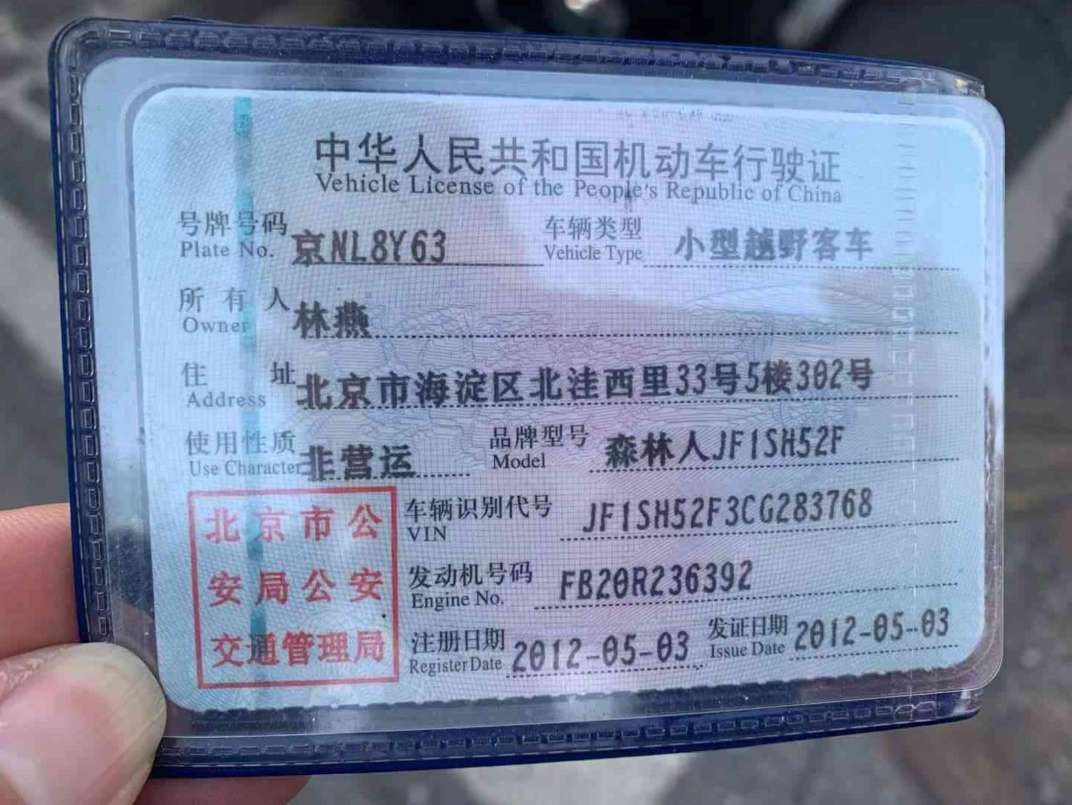 中华人民共和国机动车行驶证
Vehicle License of the People's Republic of China
号牌号码 京NL8Y63 车辆类型 小型越野客车
Plate No. Vehicle Type
所有人 林燕
Owner
住址 北京市海淀区北洼西里33号5楼302号
Address
使用性质 非营运 品牌型号 森林人JF1SH52F
Use Character Model
北京市公
安局公安
交通管理局
车辆识别代号 JF1SH52F3CG283768
VIN
发动机号码 FB20R236392
Engine No.
注册日期 2012-05-03 发证日期 2012-05-03
Register Date Issue Date